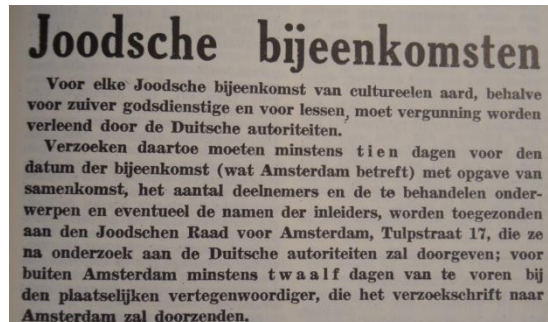 Joodsche bijeenkomsten
Voor elke Joodsche bijeenkomst van cultureelen aard, behalve
voor zuiver godsdienstige en voor lessen, moet vergunning worden
verleend door de Duitsche autoriteiten.
Verzoeken daartoe moeten minstens tien dagen voor den
datum der bijeenkomst (wat Amsterdam betreft) met opgave van
samenkomst, het aantal deelnemers en de te behandelen onder-
werpen en eventueel de namen der inleiders, worden toegezonden
aan den Joodschen Raad voor Amsterdam, Tulpstraat 17, die ze
na onderzoek aan de Duitsche autoriteiten zal doorgeven; voor
buiten Amsterdam minstens twaalf dagen van te voren bij
den plaatselijken vertegenwoordiger, die het verzoekschrift naar
Amsterdam zal doorzenden.